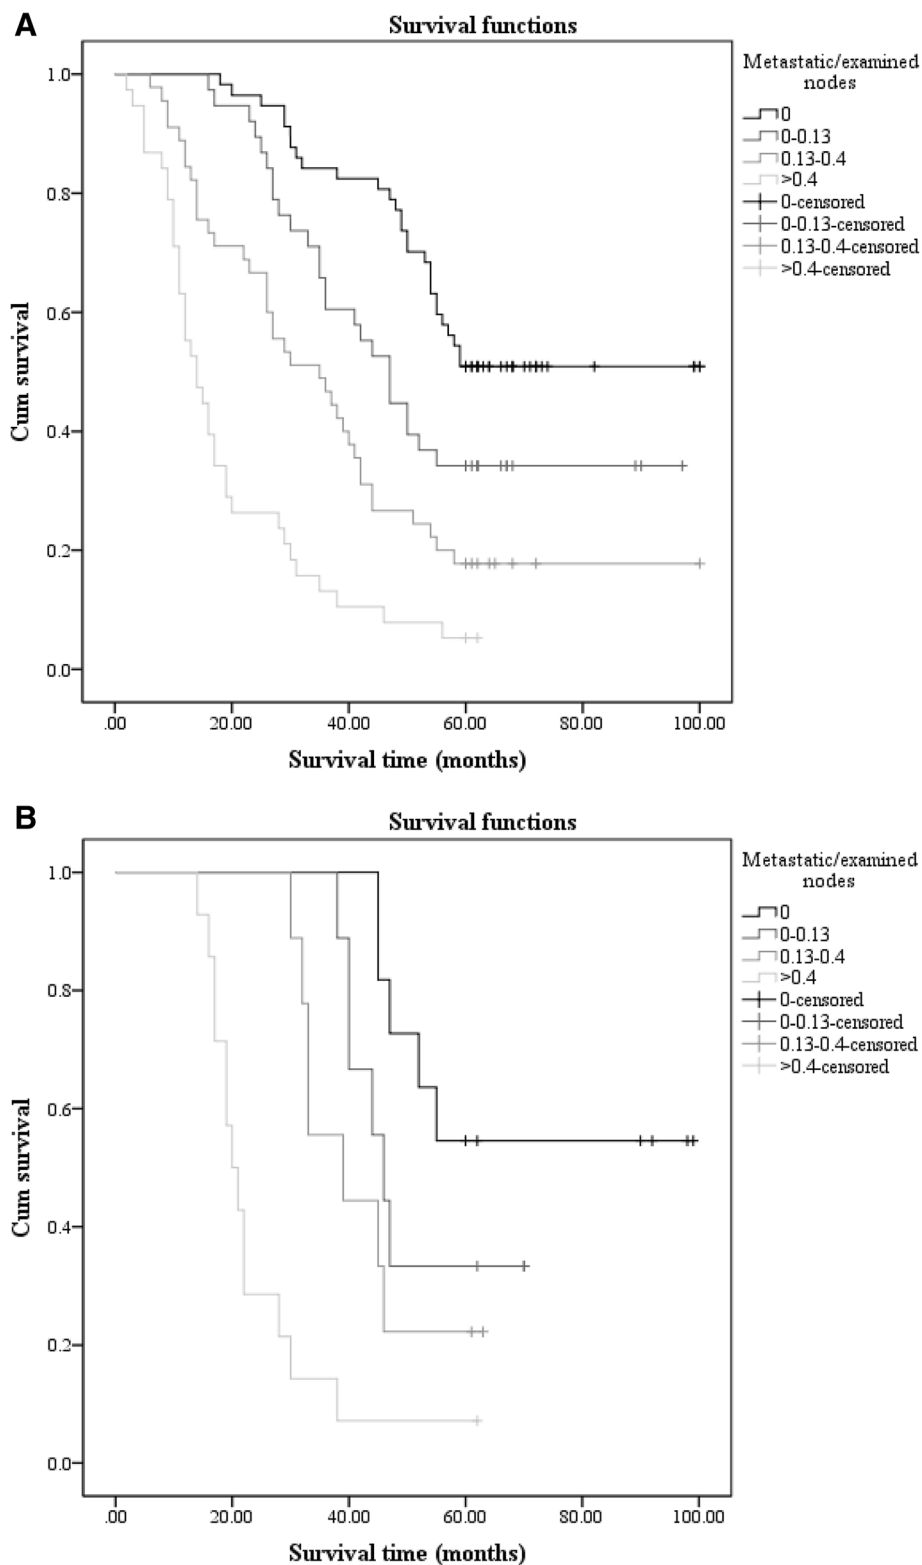 A
Survival functions
Metastatic/examined
nodes
0
0-0.13
0.13-0.4
>0.4
0-censored
0-0.13-censored
0.13-0.4-censored
>0.4-censored
Cum survival
1.0
0.8
0.6
0.4
0.2
0.0
.00 20.00 40.00 60.00 80.00 100.00
Survival time (months)
B
Survival functions
Metastatic/examined
nodes
0
0-0.13
0.13-0.4
>0.4
0-censored
0-0.13-censored
0.13-0.4-censored
>0.4-censored
Cum survival
1.0
0.8
0.6
0.4
0.2
0.0
.00 20.00 40.00 60.00 80.00 100.00
Survival time (months)